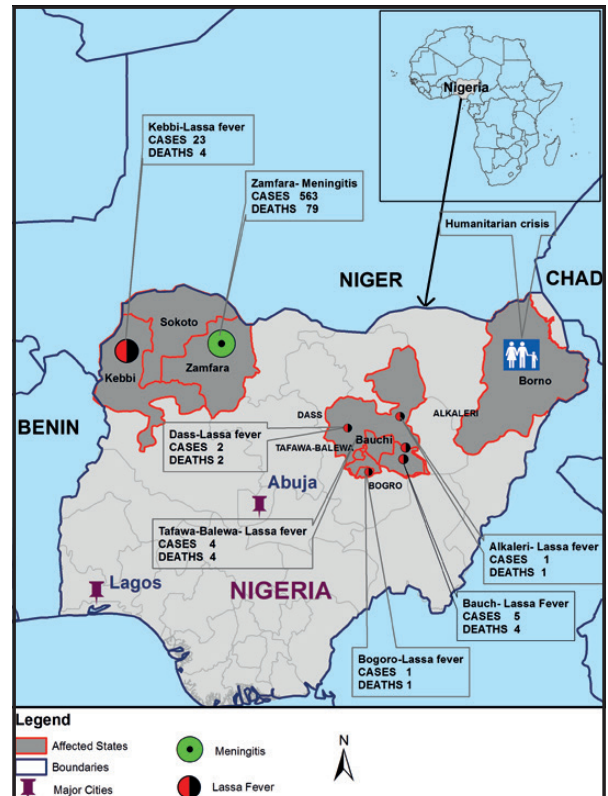 Nigeria
Kebbi-Lassa fever
CASES 23
DEATHS 4
Zamfara- Meningitis
CASES 563
DEATHS 79
Humanitarian crisis
NIGER
CHAD
Sokoto
Kebbi
Zamfara
Borno
BENIN
DASS
ALKALERI
Dass-Lassa fever
CASES 2
DEATHS 2
Bauchi
TAFAWA-BALEWA
Abuja
BOGRO
Tafawa-Balewa- Lassa fever
CASES 4
DEATHS 4
Alkaleri- Lassa fever
CASES 1
DEATHS 1
Lagos
NIGERIA
Bauch- Lassa Fever
CASES 5
DEATHS 4
Bogoro-Lassa fever
CASES 1
DEATHS 1
Legend
Affected States
Meningitis
N
Boundaries
Major Cities
Lassa Fever